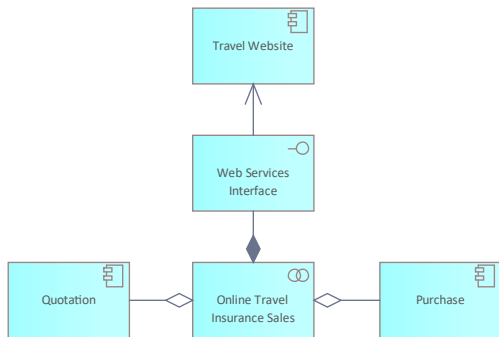 Travel Website
Web Services
Interface
Quotation
Online Travel
Insurance Sales
Purchase